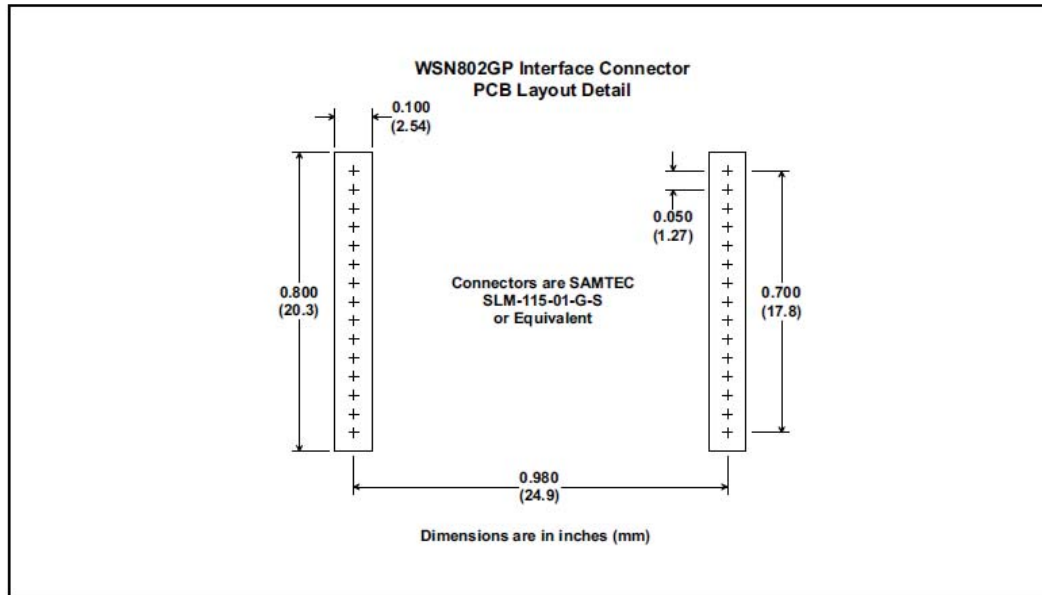 WSN802GP Interface Connector
PCB Layout Detail
0.100
(2.54)
0.050
(1.27)
Connectors are SAMTEC
SLM-115-01-G-S
or Equivalent
0.800
(20.3)
0.700
(17.8)
0.980
(24.9)
Dimensions are in inches (mm)